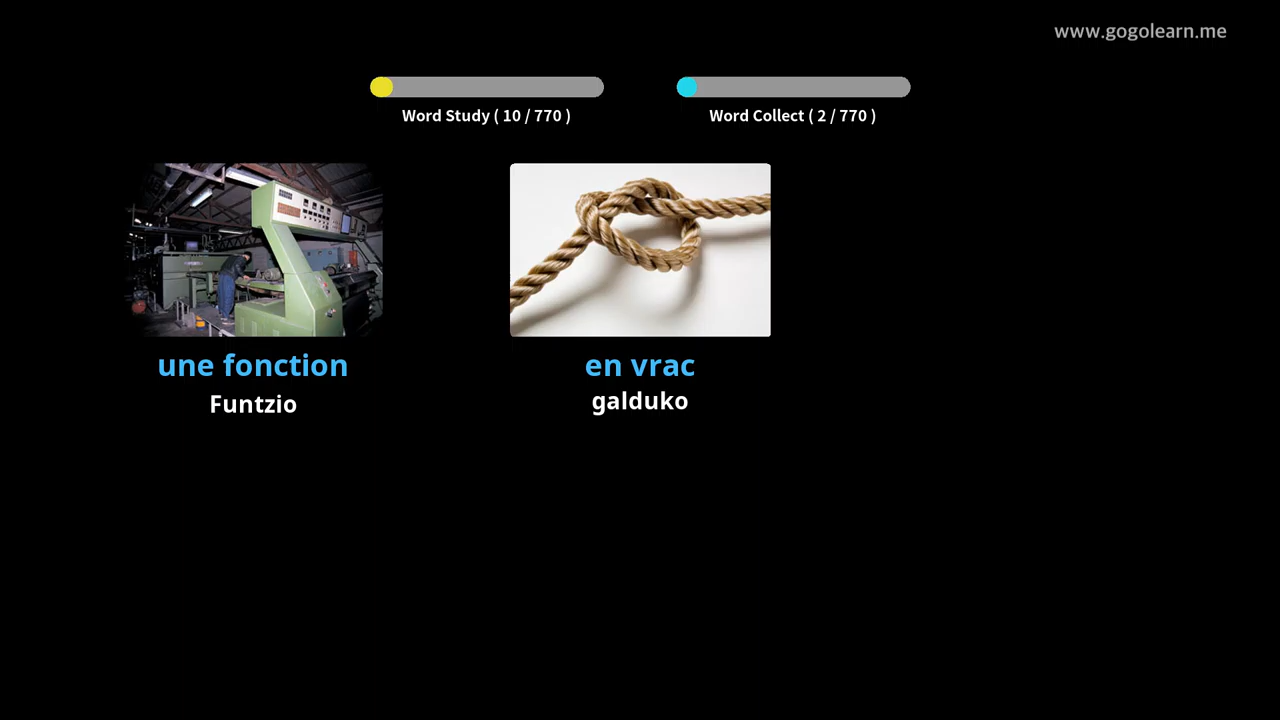 www.gogolearn.me
Word Study ( 10 / 770 )
Word Collect ( 2 / 770 )
une fonction
Funtzio
en vrac
galduko